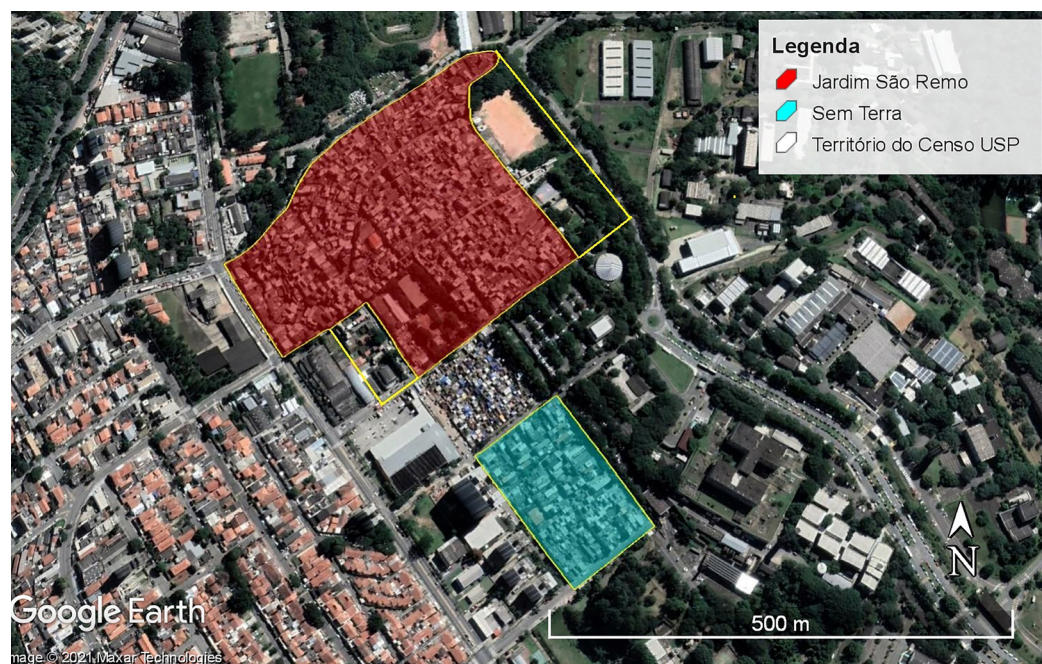 Legenda
Jardim São Remo
Sem Terra
Território do Censo USP
N
500 m
Google Earth
mage © 2021 Maxar Technologies